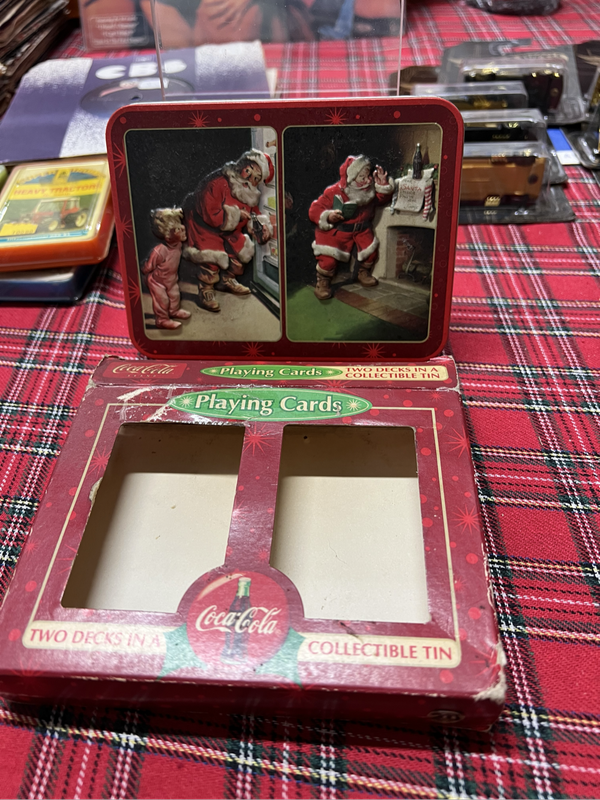 CB
HEAVY TRACTORS
Coca-Cola
Playing Cards
TWO DECKS IN A
COLLECTIBLE TIN
Playing Cards
Coca-Cola
TWO DECKS IN A
COLLECTIBLE TIN